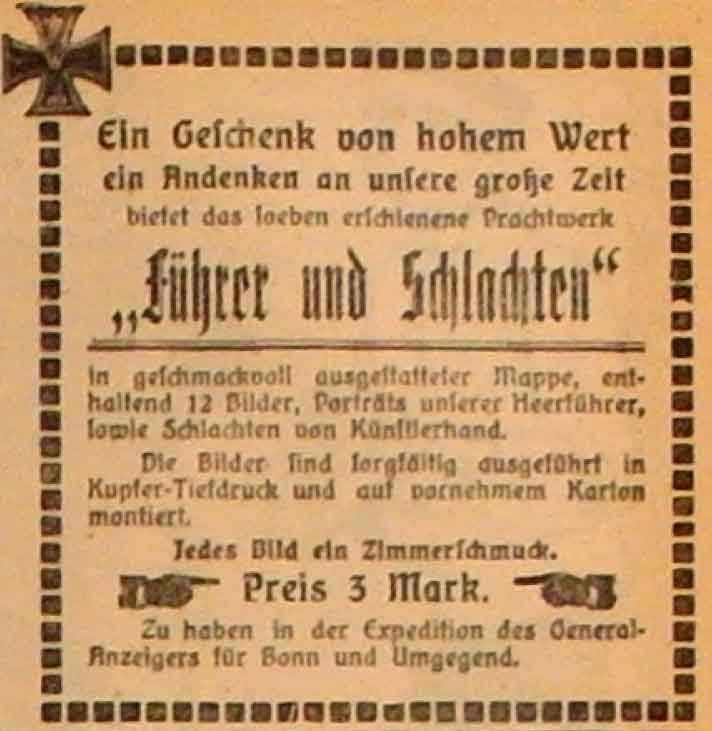 Ein Geſchenk von hohem Wert
ein Andenken an unſere große Zeit
bietet das ſoeben erſchienene Prachtwerk
„Führer und Schlachten“
in geſchmackvoll ausgeſtatteter Mappe, ent-
haltend 12 Bilder, Porträts unſerer Heerführer,
ſowie Schlachten von Künſtlerhand.
Die Bilder ſind ſorgfältig ausgeführt in
Kupfer-Tiefdruck und auf vornehmem Karton
montiert.
Jedes Bild ein Zimmerſchmuck.
Preis 3 Mark.
Zu haben in der Expedition des General-
Anzeigers für Bonn und Umgegend.